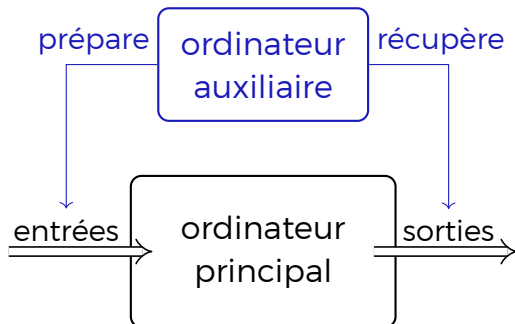 prépare
ordinateur
auxiliaire
récupère
entrées
ordinateur
principal
sorties